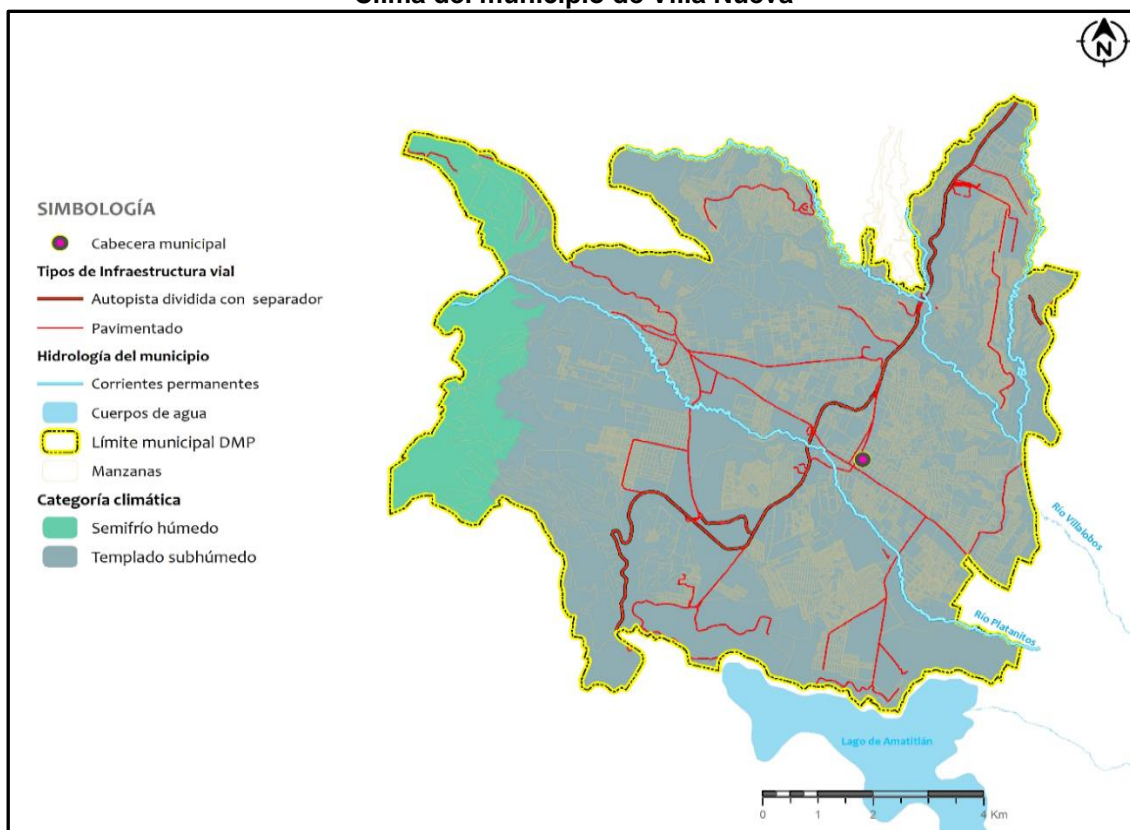 Clima del municipio de Villa Nueva
N
SIMBOLOGÍA
Cabecera municipal
Tipos de Infraestructura vial
Autopista dividida con separador
Pavimentado
Hidrología del municipio
Corrientes permanentes
Cuerpos de agua
Límite municipal DMP
Manzanas
Categoría climática
Semifrío húmedo
Templado subhúmedo
Río Villalobos
Río Platanitos
Lago de Amatitlán
0 1 2 4 Km